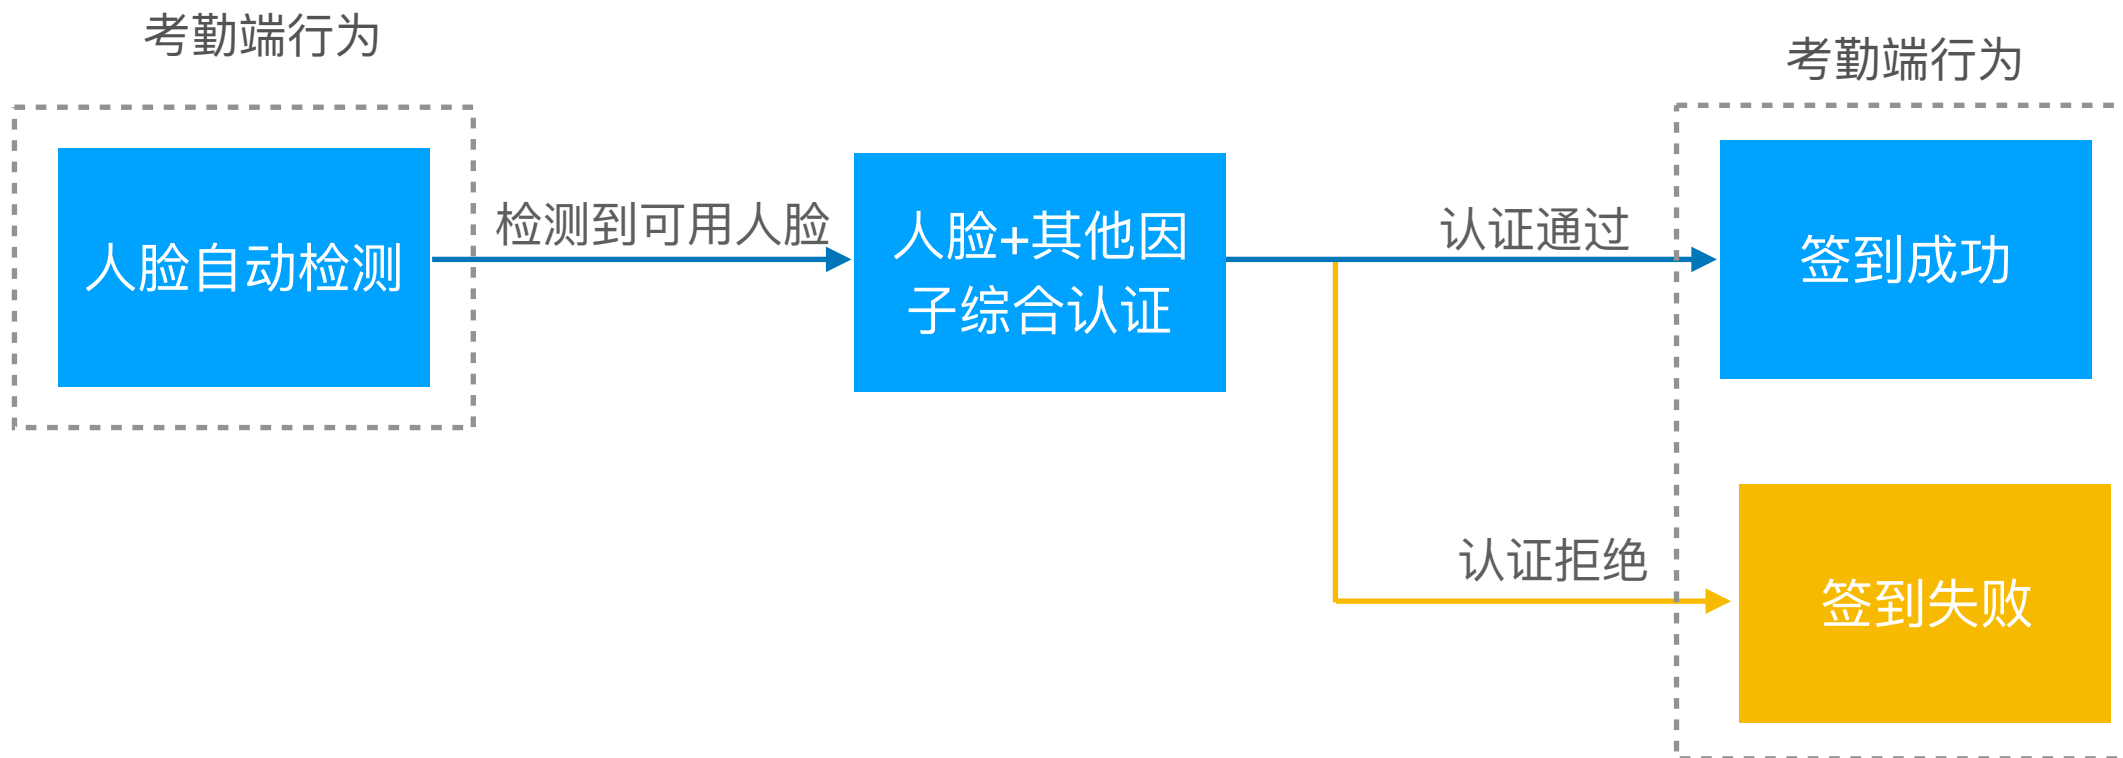 考勤端行为
考勤端行为
人脸自动检测
检测到可用人脸
人脸+其他因
子综合认证
认证通过
签到成功
认证拒绝
签到失败